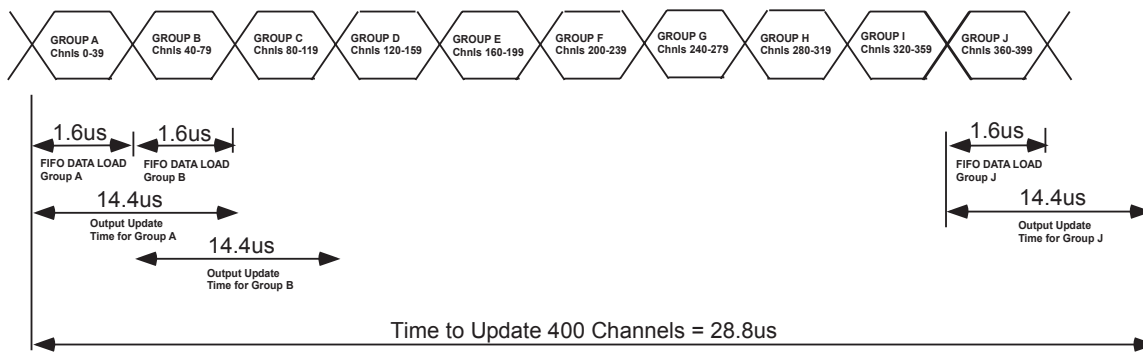 GROUP A
Chnls 0-39
GROUP B
Chnls 40-79
GROUP C
Chnls 80-119
GROUP D
Chnls 120-159
GROUP E
Chnls 160-199
GROUP F
Chnls 200-239
GROUP G
Chnls 240-279
GROUP H
Chnls 280-319
GROUP I
Chnls 320-359
GROUP J
Chnls 360-399
1.6us
FIFO DATA LOAD
Group A
1.6us
FIFO DATA LOAD
Group B
1.6us
FIFO DATA LOAD
Group J
14.4us
Output Update
Time for Group A
14.4us
Output Update
Time for Group J
14.4us
Output Update
Time for Group B
Time to Update 400 Channels = 28.8us